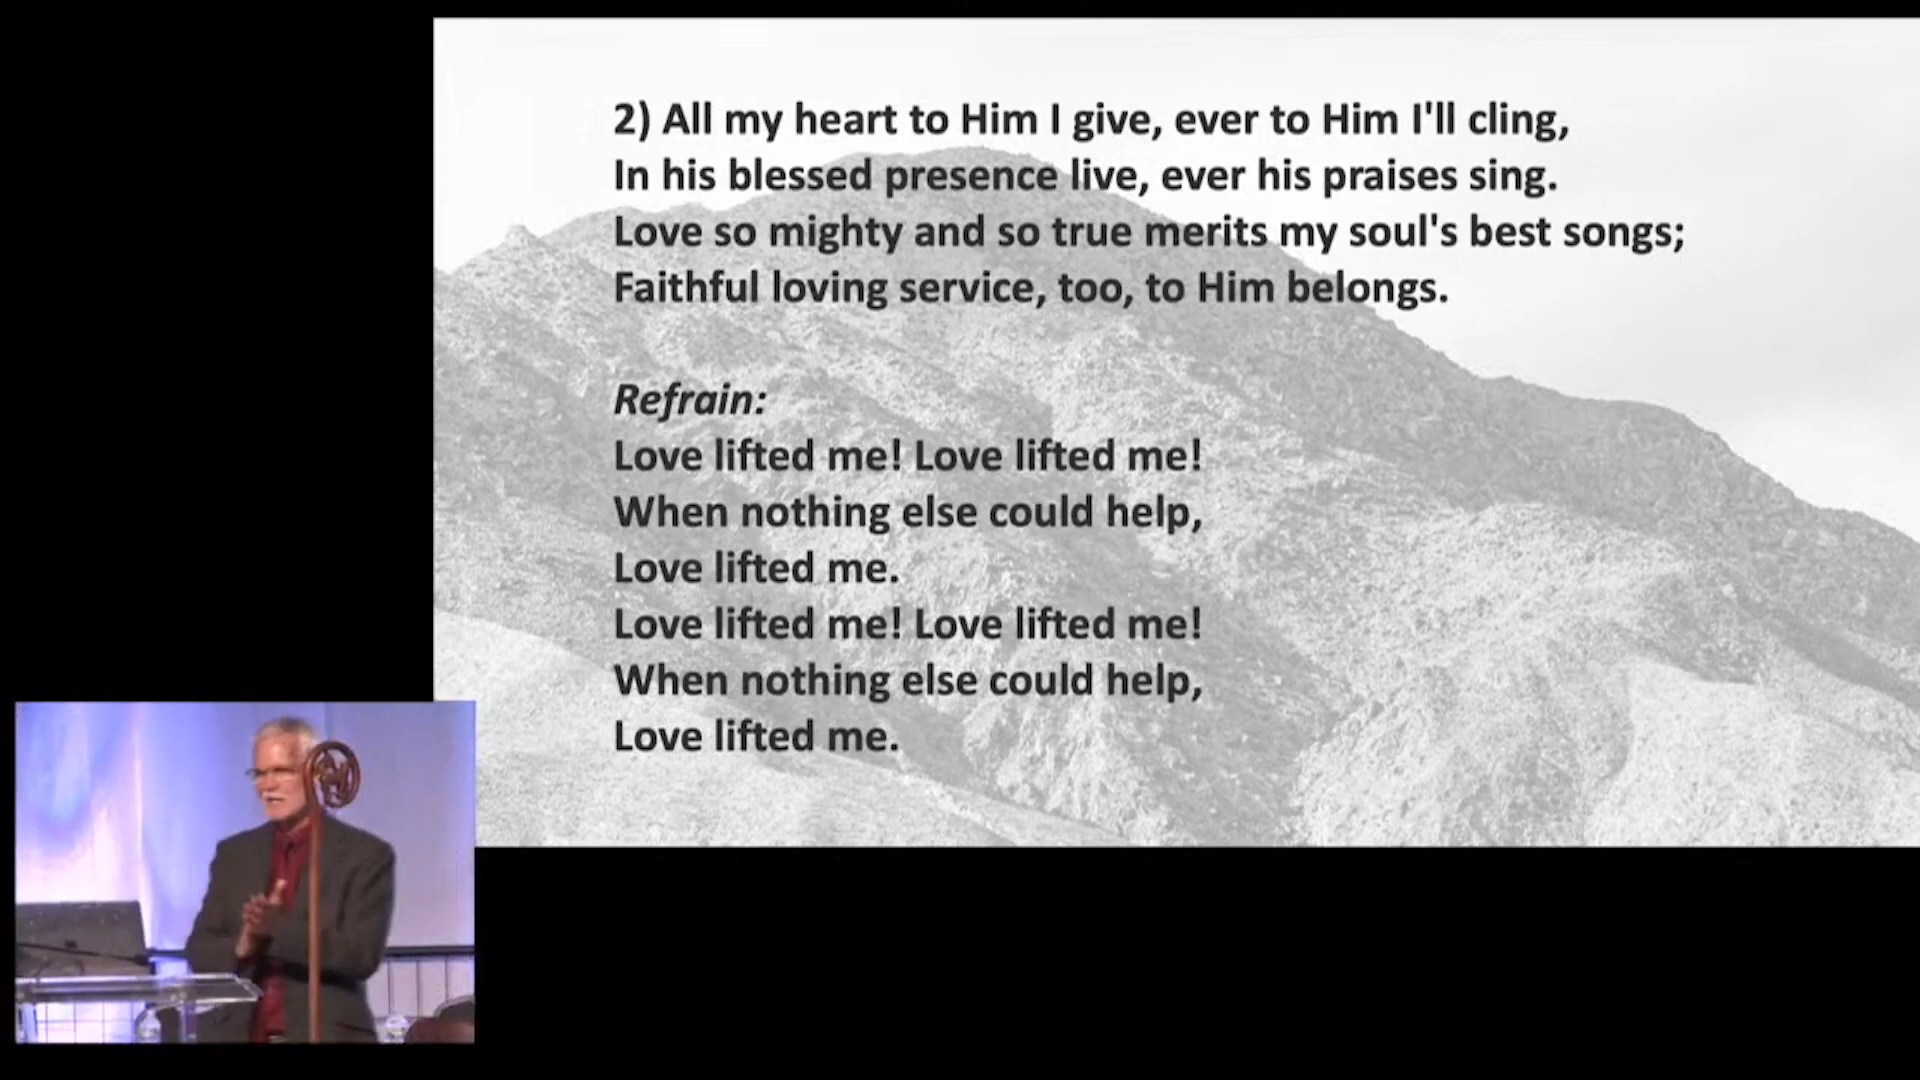 2) All my heart to Him I give, ever to Him I'll cling,
In his blessed presence live, ever his praises sing.
Love so mighty and so true merits my soul's best songs;
Faithful loving service, too, to Him belongs.
Refrain:
Love lifted me! Love lifted me!
When nothing else could help,
Love lifted me.
Love lifted me! Love lifted me!
When nothing else could help,
Love lifted me.